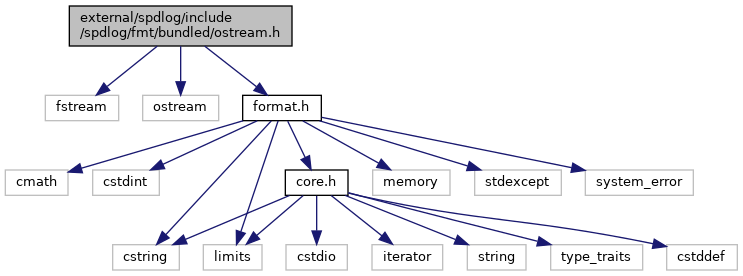 external/spdlog/include
/spdlog/fmt/bundled/ostream.h
fstream
ostream
format.h
cmath
cstdint
core.h
memory
stdexcept
system_error
cstring
limits
cstdio
iterator
string
type_traits
cstddef